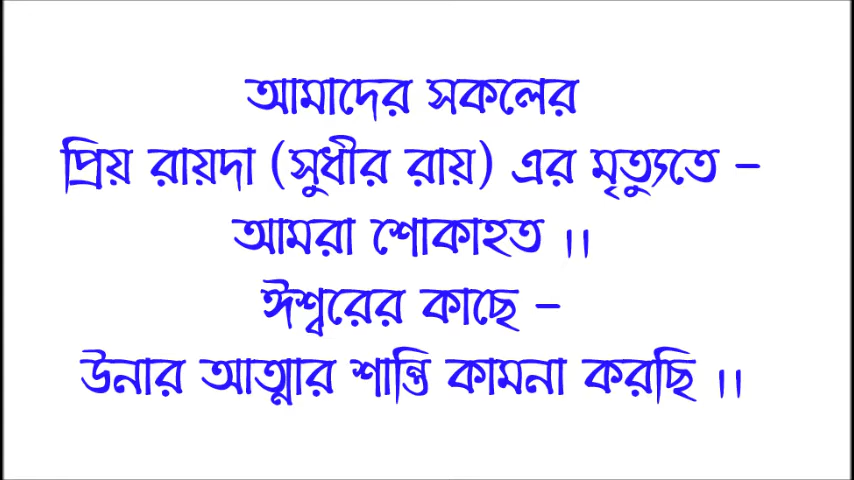 আমাদের সকলের
প্রিয় রায়দা (সুধীর রায়) এর মৃত্যুতে –
আমরা শোকাহত ।।
ঈশ্বরের কাছে –
উনার আত্মার শান্তি কামনা করছি ।।